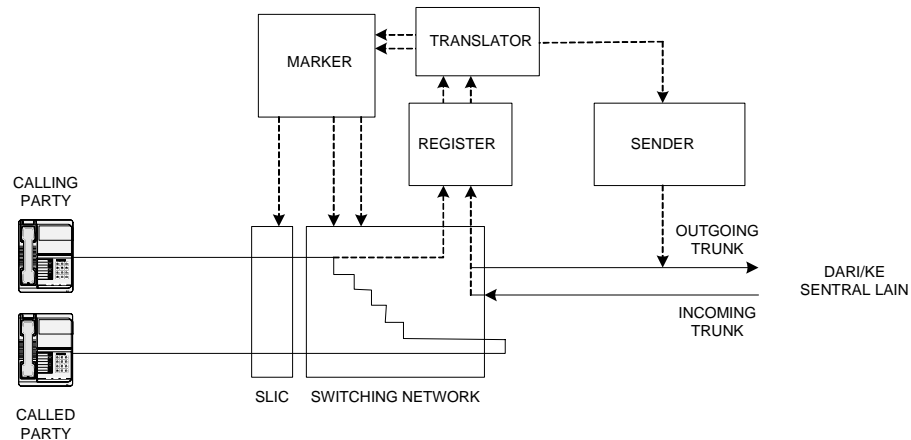 TRANSLATOR
MARKER
REGISTER
SENDER
CALLING
PARTY
OUTGOING
TRUNK
DARI/KE
SENTRAL LAIN
INCOMING
TRUNK
SLIC
SWITCHING NETWORK
CALLED
PARTY